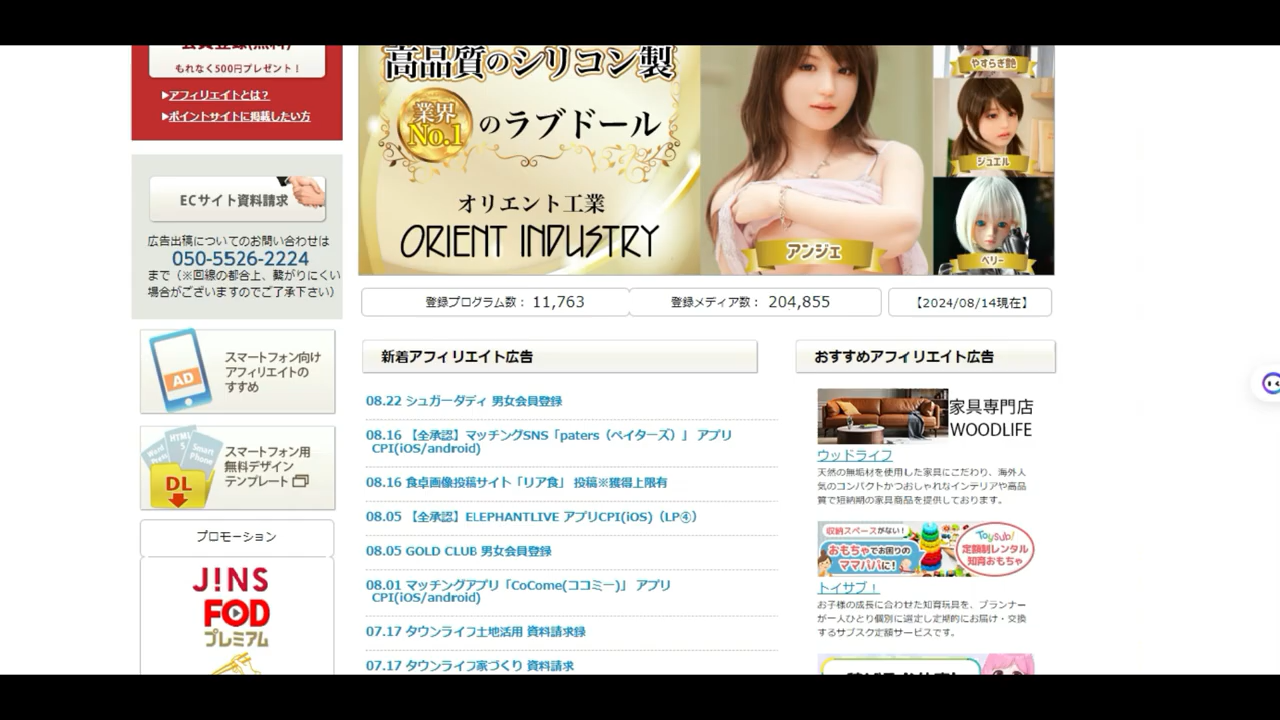 会員登録(無料)
もれなく500円プレゼント！
▶アフィリエイトとは？
▶ポイントサイトに掲載したい方
ECサイト資料請求
広告出稿についてのお問い合わせは
050-5526-2224
まで（※回線の都合上、繋がりにくい
場合がございますのでご了承下さい）
スマートフォン向け
アフィリエイトの
すすめ
AD
スマートフォン用
無料デザイン
テンプレート
Word Press
HTML 5
Smart Phone
DL
プロモーション
J!NS
FOD
プレミアム
高品質のシリコン製
業界
No.1
のラブドール
オリエント工業
ORIENT INDUSTRY
アンジェ
やすらぎ艶
ジュエル
ベリー
登録プログラム数： 11,763
登録メディア数： 204,855
【2024/08/14現在】
新着アフィリエイト広告
08.22 シュガーダディ 男女会員登録
08.16 【全承認】マッチングSNS「paters（ペイターズ）」 アプリ
CPI(iOS/android)
08.16 食卓画像投稿サイト「リア食」 投稿※獲得上限有
08.05 【全承認】ELEPHANTLIVE アプリCPI(iOS)（LP④）
08.05 GOLD CLUB 男女会員登録
08.01 マッチングアプリ「CoCome(ココミー)」 アプリ
CPI(iOS/android)
07.17 タウンライフ土地活用 資料請求録
07.17 タウンライフ家づくり 資料請求
おすすめアフィリエイト広告
家具専門店
WOODLIFE
ウッドライフ
天然の無垢材を使用した家具にこだわり、海外人
気のコンパクトかつおしゃれなインテリアや高品
質で短納期の家具商品を提供しております。
収納スペースがない！
おもちゃでお困りの
ママパパに！
Toysub!
定額制レンタル
知育おもちゃ
トイサブ！
お子様の成長に合わせた知育玩具を、プランナー
が一人ひとり個別に選定し定期的にお届け・交換
するサブスク定額サービスです。